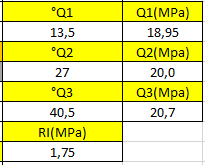 °Q1 Q1(MPa)
13,5 18,95
°Q2 Q2(MPa)
27 20,0
°Q3 Q3(MPa)
40,5 20,7
RI(MPa)
1,75